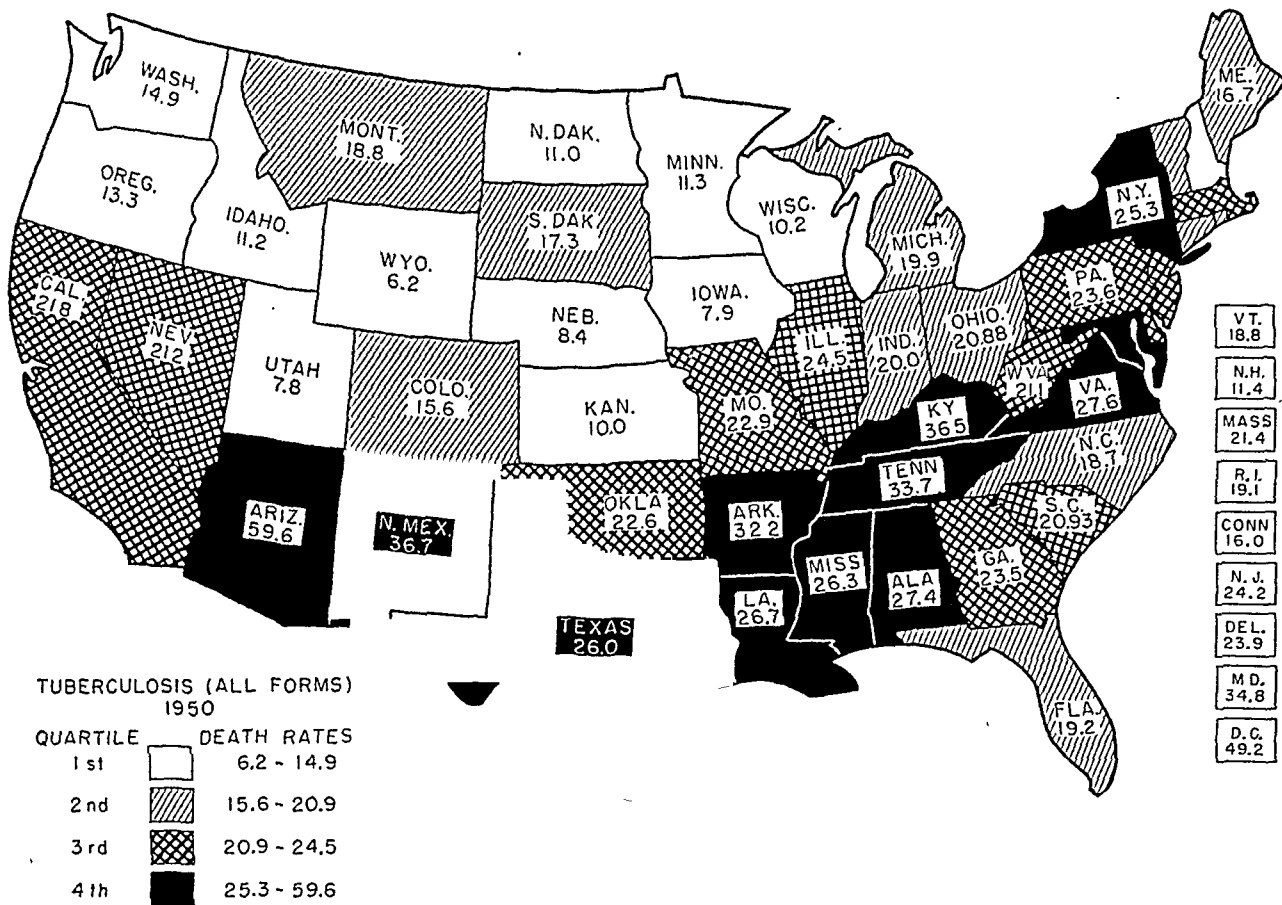 WASH.
14.9
MONT.
18.8
N. DAK.
11.0
MINN.
11.3
ME.
16.7
OREG.
13.3
IDAHO.
11.2
WYO.
6.2
S. DAK.
17.3
WISC.
10.2
MICH.
19.9
N.Y.
25.3
CAL.
21.8
NEV.
21.2
UTAH
7.8
COLO.
15.6
NEB.
8.4
IOWA.
7.9
KAN.
10.0
MO.
22.9
ILL.
24.5
IND.
20.0
OHIO.
20.88
PA.
23.6
W.VA.
21.1
VA.
27.6
KY
36.5
N.C.
18.7
TENN
33.7
ARIZ.
59.6
N. MEX.
36.7
OKLA
22.6
ARK.
32.2
S.C.
20.93
GA.
23.5
MISS
26.3
ALA
27.4
LA.
26.7
TEXAS
26.0
FLA.
19.2
VT.
18.8
N.H.
11.4
MASS
21.4
R.I.
19.1
CONN
16.0
N.J.
24.2
DEL.
23.9
MD.
34.8
D.C.
49.2
TUBERCULOSIS (ALL FORMS)
1950
QUARTILE DEATH RATES
1st 6.2 - 14.9
2nd 15.6 - 20.9
3rd 20.9 - 24.5
4th 25.3 - 59.6